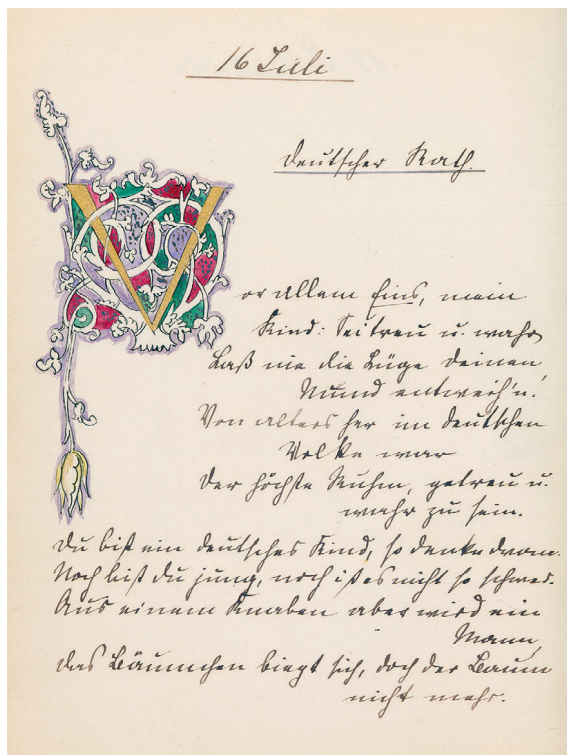 16 Juli
Deutscher Rath.
Vor allem Eins, mein
Kind: Sei treu u. wahr,
Laß nie die Lüge deinen
Mund entweih'n!
Von alters her im deutschen
Volke war
Der höchste Ruhm, getreu u.
wahr zu sein.
Du bist ein deutsches Kind, so denke dran.
Noch bist du jung, noch ist es nicht so schwer.
Aus einem Knaben aber wird ein
Mann,
Das Bäumchen biegt sich, doch der Baum
nicht mehr.